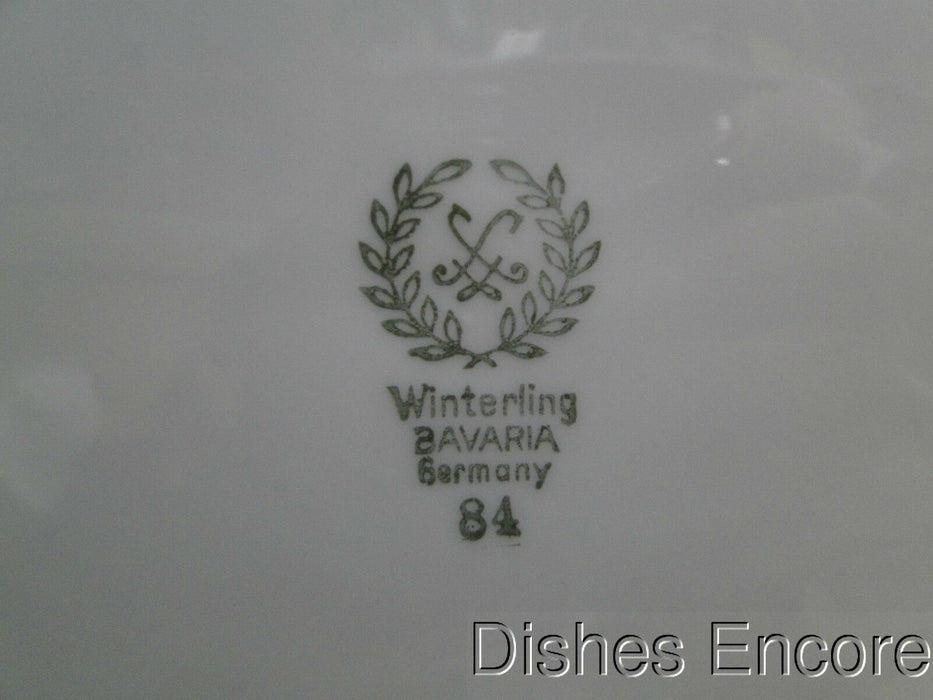 Winterling
BAVARIA
Germany
84
Dishes Encore